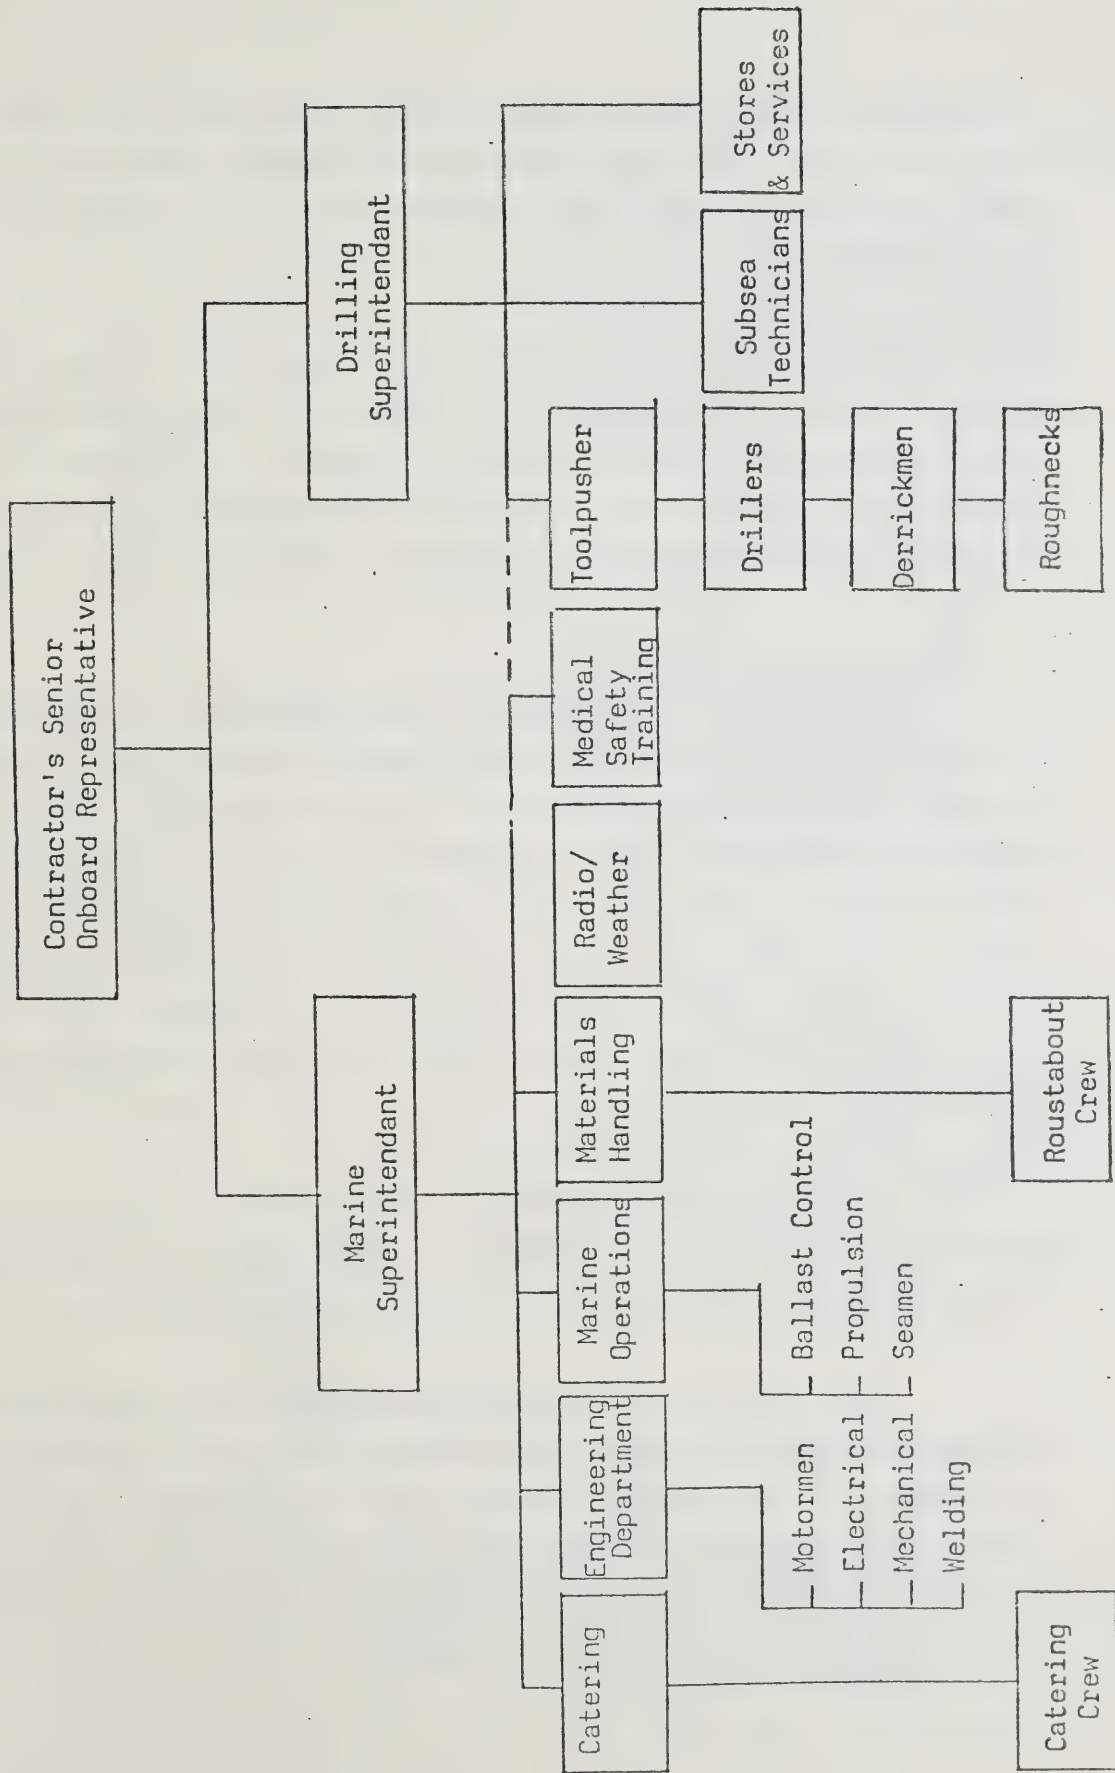 Contractor's Senior
Onboard Representative
Marine
Superintendant
Drilling
Superintendant
Catering
Engineering
Department
Marine
Operations
Materials
Handling
Radio/
Weather
Medical
Safety
Training
Toolpusher
Subsea
Technicians
Stores
& Services
Drillers
Derrickmen
Roughnecks
Motormen
Electrical
Mechanical
Welding
Ballast Control
Propulsion
Seamen
Catering
Crew
Roustabout
Crew